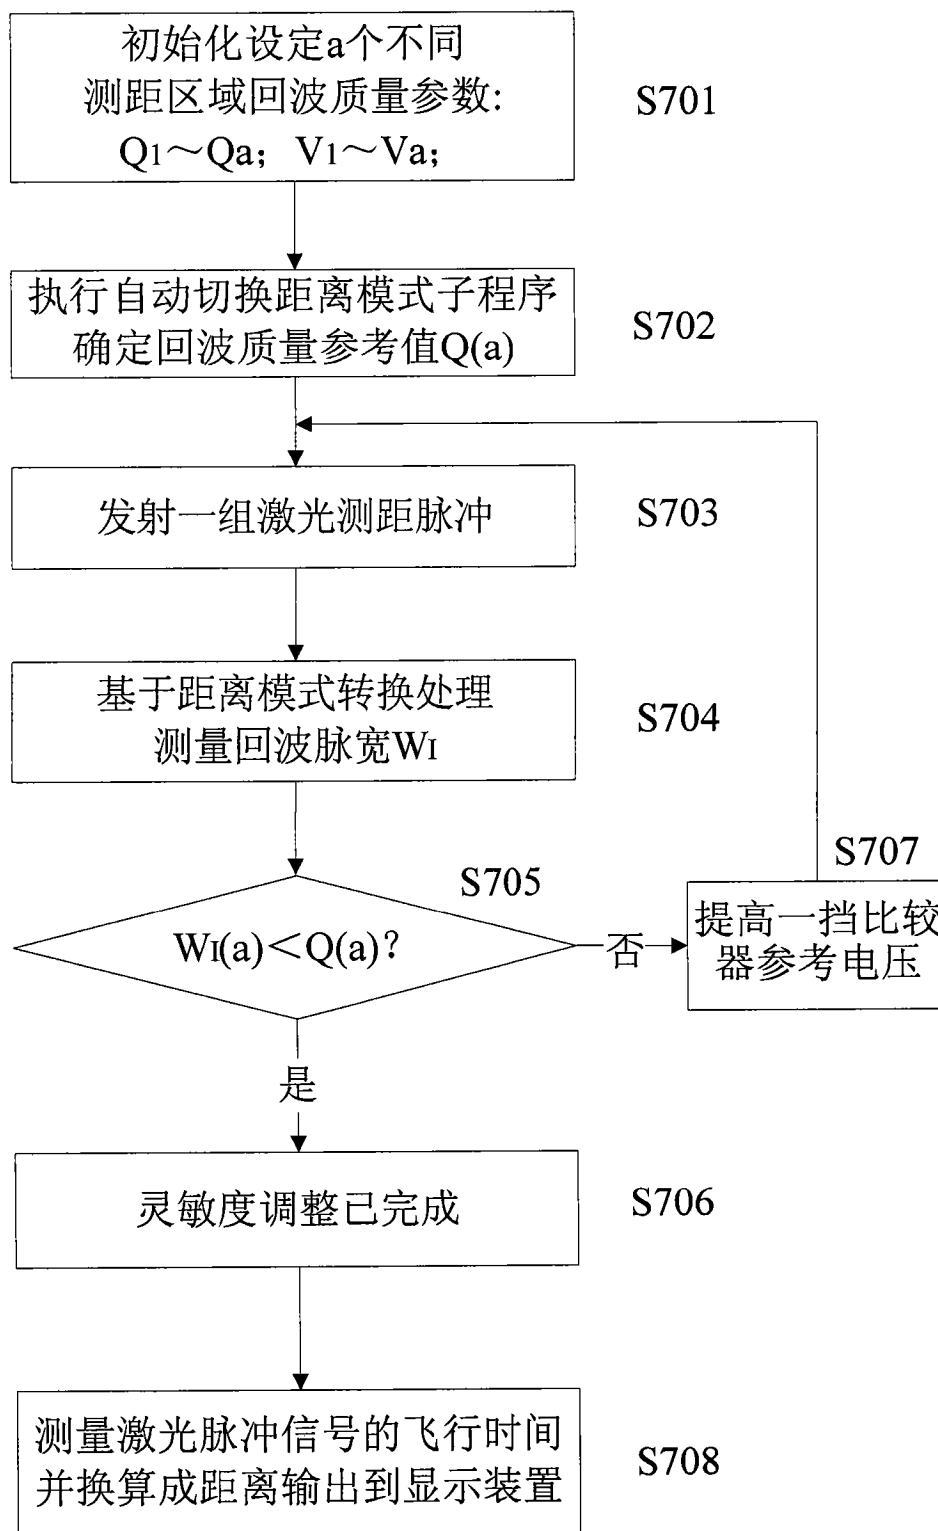 初始化设定a个不同
测距区域回波质量参数:
Q1～Qa；V1～Va；
S701
执行自动切换距离模式子程序
确定回波质量参考值Q(a)
S702
发射一组激光测距脉冲
S703
基于距离模式转换处理
测量回波脉宽WI
S704
S705
WI(a)＜Q(a)？
否
S707
提高一挡比较
器参考电压
是
灵敏度调整已完成
S706
测量激光脉冲信号的飞行时间
并换算成距离输出到显示装置
S708